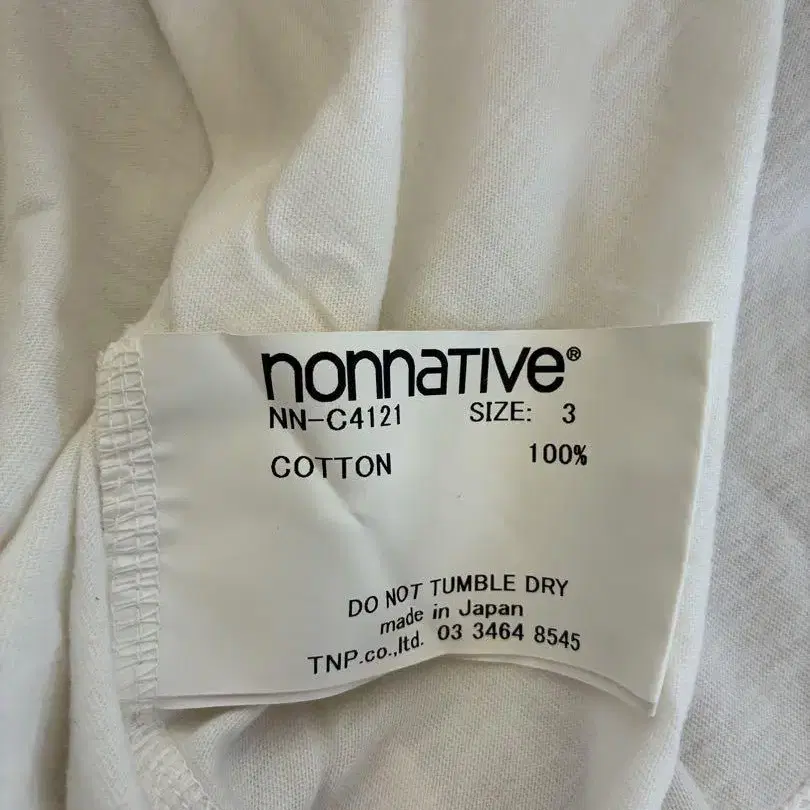 nonnative®
NN-C4121 SIZE: 3
COTTON 100%
DO NOT TUMBLE DRY
made in Japan
TNP.co.,ltd. 03 3464 8545